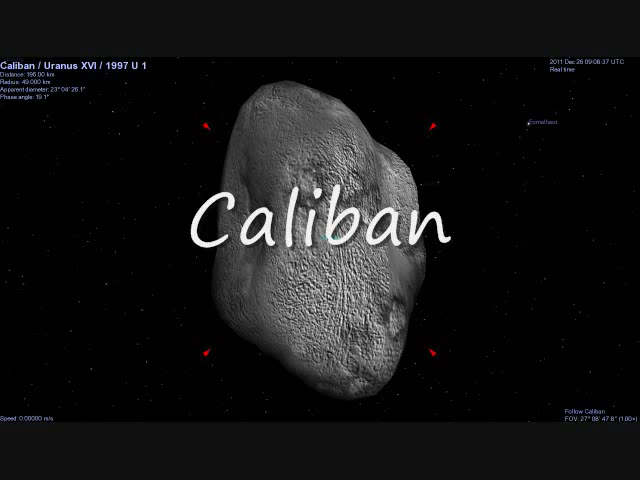 Caliban / Uranus XVI / 1997 U 1
Distance: 196.00 km
Radius: 49.000 km
Apparent diameter: 23° 04' 26.1"
Phase angle: 19.1°
2011 Dec 26 09:08:37 UTC
Real time
Fomalhaut
Caliban
Speed: 0.00000 m/s
Follow Caliban
FOV: 27° 08' 47.8" (1.00×)